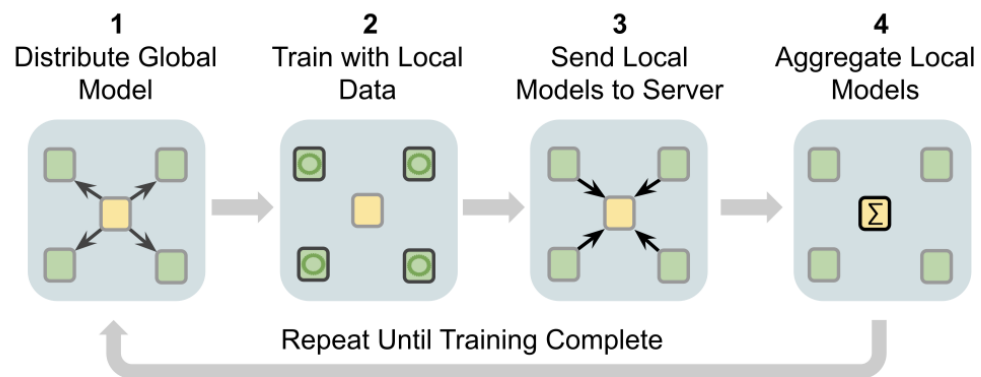 1
Distribute Global
Model
2
Train with Local
Data
3
Send Local
Models to Server
4
Aggregate Local
Models
Σ
Repeat Until Training Complete